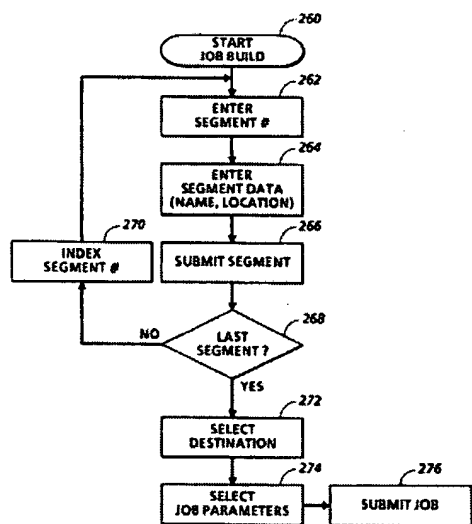 260
START
JOB BUILD
262
ENTER
SEGMENT #
264
ENTER
SEGMENT DATA
(NAME, LOCATION)
270
INDEX
SEGMENT #
266
SUBMIT SEGMENT
268
LAST
SEGMENT ?
NO
YES
272
SELECT
DESTINATION
274
SELECT
JOB PARAMETERS
276
SUBMIT JOB